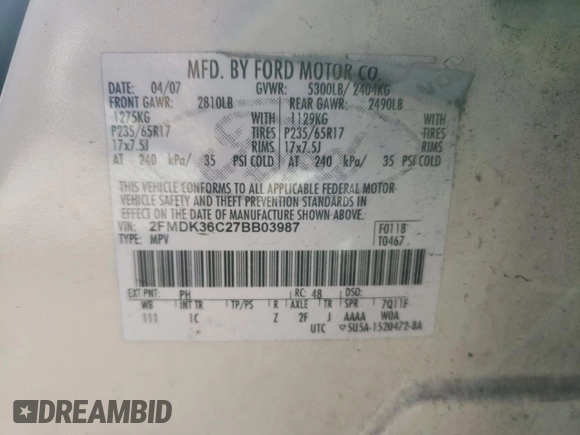 MFD. BY FORD MOTOR CO.
DATE: 04/07 GVWR: 5300LB/ 2404KG
FRONT GAWR: 2810LB REAR GAWR: 2490LB
1275KG WITH 1129KG WITH
P235/65R17 TIRES P235/65R17 TIRES
17x7.5J RIMS 17x7.5J RIMS
AT 240 kPa/ 35 PSI COLD AT 240 kPa/ 35 PSI COLD
THIS VEHICLE CONFORMS TO ALL APPLICABLE FEDERAL MOTOR
VEHICLE SAFETY AND THEFT PREVENTION STANDARDS IN
EFFECT ON THE DATE OF MANUFACTURE SHOWN ABOVE.
VIN: 2FMDK36C27BB03987 F0118
TYPE: MPV T0467
EXT PNT: PH RC: 48 DSO:
WB INT TR TP/PS R AXLE TR SPR 7Q11F
111 1C Z 2F J AAAA WOA
UTC 5U5A-1520472-BA
DREAMBID